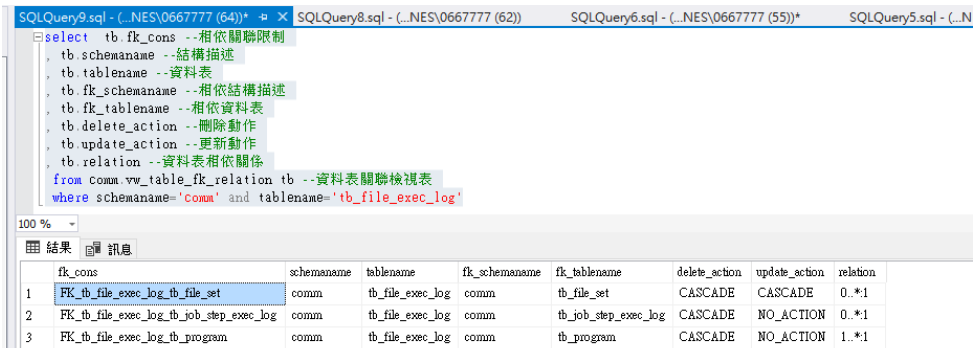 SQLQuery9.sql - (...NES\0667777 (64))* SQLQuery8.sql - (...NES\0667777 (62)) SQLQuery6.sql - (...NES\0667777 (55))* SQLQuery5.sql - (...N
select tb.fk_cons --相依關聯限制
, tb.schemaname --結構描述
, tb.tablename --資料表
, tb.fk_schemaname --相依結構描述
, tb.fk_tablename --相依資料表
, tb.delete_action --刪除動作
, tb.update_action --更新動作
, tb.relation --資料表相依關係
from Comm.vw_table_fk_relation tb --資料表關聯檢視表
where schemaname='Comm' and tablename='tb_file_exec_log'
100 %
結果 訊息
fk_cons schemaname tablename fk_schemaname fk_tablename delete_action update_action relation
1 FK_tb_file_exec_log_tb_file_set comm tb_file_exec_log comm tb_file_set CASCADE CASCADE 0..*:1
2 FK_tb_file_exec_log_tb_job_step_exec_log comm tb_file_exec_log comm tb_job_step_exec_log CASCADE NO_ACTION 0..*:1
3 FK_tb_file_exec_log_tb_program comm tb_file_exec_log comm tb_program CASCADE NO_ACTION 1..*:1